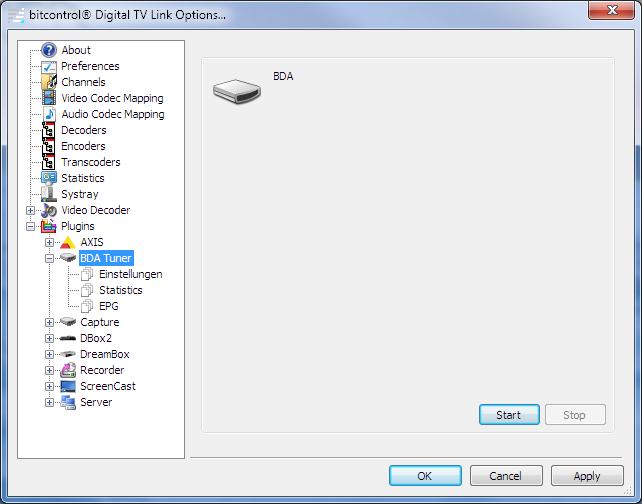 bitcontrol® Digital TV Link Options...
About
Preferences
Channels
Video Codec Mapping
Audio Codec Mapping
Decoders
Encoders
Transcoders
Statistics
Systray
Video Decoder
Plugins
AXIS
BDA Tuner
Einstellungen
Statistics
EPG
Capture
DBox2
DreamBox
Recorder
ScreenCast
Server
BDA
Start
Stop
OK
Cancel
Apply